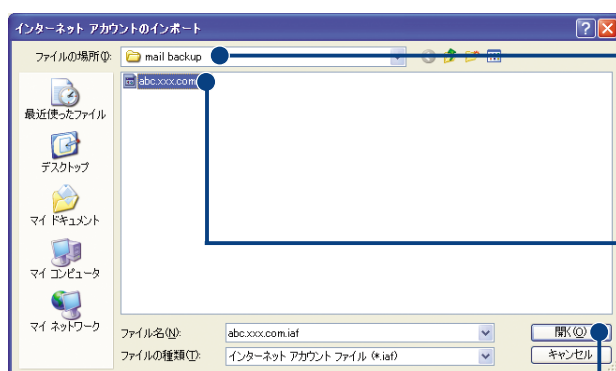 インターネット アカウントのインポート
ファイルの場所(I):
mail backup
abc.xxx.com
最近使ったファイル
デスクトップ
マイ ドキュメント
マイ コンピュータ
マイ ネットワーク
ファイル名(N):
abc.xxx.com.iaf
開く(O)
ファイルの種類(T):
インターネット アカウント ファイル (*.iaf)
キャンセル